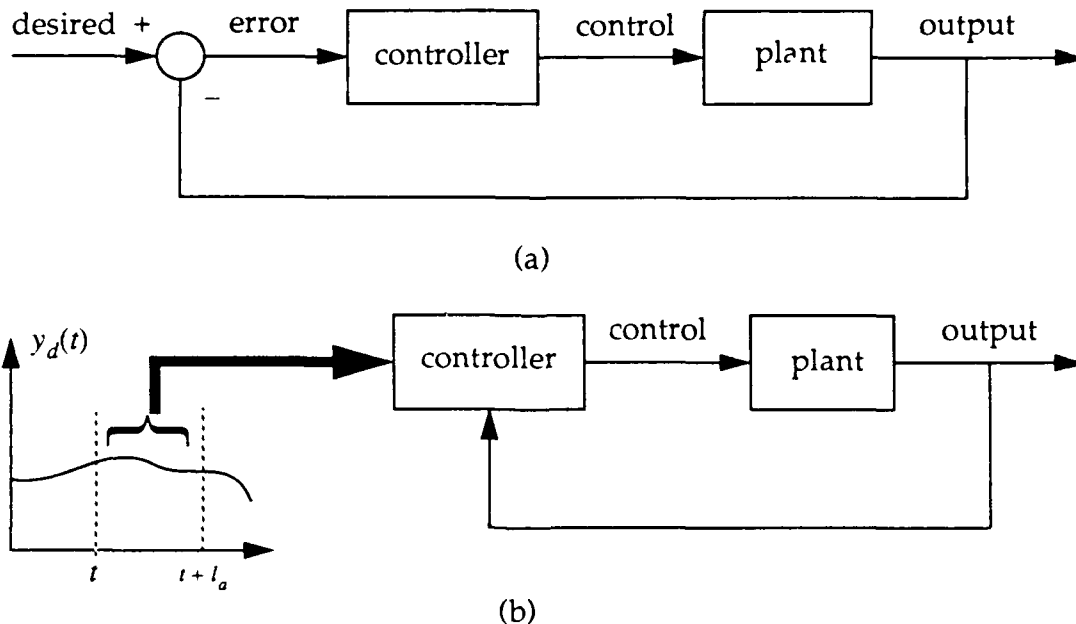 desired + error controller control plant output
−
(a)
y_d(t) controller control plant output
t t + l_a
(b)